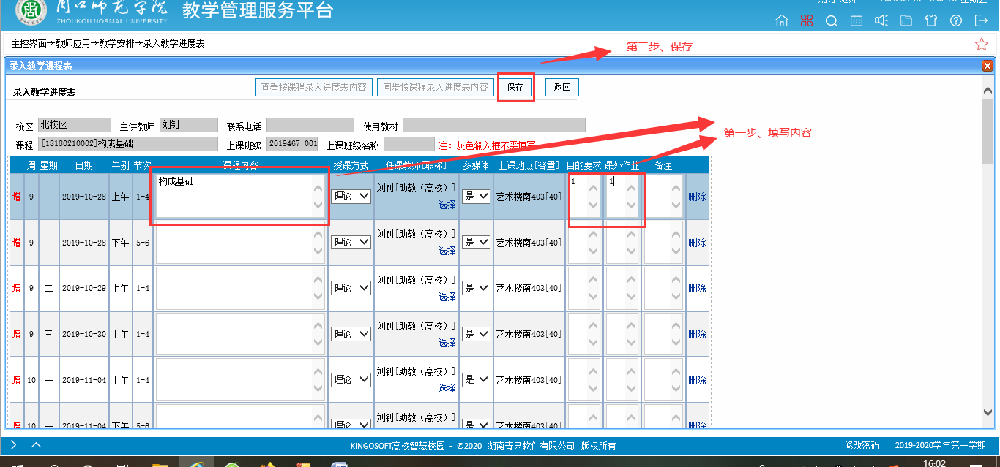 周口师范学院 教学管理服务平台
ZHOUKOU NORMAL UNIVERSITY
主控界面→教师应用→教学安排→录入教学进度表
第二步、保存
录入教学进程表
录入教学进度表 查看按课程录入进度表内容 同步按课程录入进度表内容 保存 返回
校区 北校区 主讲教师 刘钊 联系电话 使用教材
第一步、填写内容
课程 [18180210002]构成基础 上课班级 2019467-001 上课班级名称 注：灰色输入框不需填写
周 星期 日期 午别 节次 课程内容 授课方式 任课教师[职称] 多媒体 上课地点[容量] 目的要求 课外作业 备注
增 9 一 2019-10-28 上午 1-4 构成基础 理论 刘钊[助教（高校）] 选择 是 艺术楼南403[40] 1 1 删除
增 9 一 2019-10-28 下午 5-6 理论 刘钊[助教（高校）] 选择 是 艺术楼南403[40] 删除
增 9 二 2019-10-29 上午 1-4 理论 刘钊[助教（高校）] 选择 是 艺术楼南403[40] 删除
增 9 三 2019-10-30 上午 1-4 理论 刘钊[助教（高校）] 选择 是 艺术楼南403[40] 删除
增 10 一 2019-11-04 上午 1-4 理论 刘钊[助教（高校）] 选择 是 艺术楼南403[40] 删除
增 10 一 2019-11-04 下午 5-6 理论 刘钊[助教（高校）] 是 艺术楼南403[40] 删除
KINGOSOFT高校智慧校园 - ©2020 湖南青果软件有限公司 版权所有 修改密码 2019-2020学年第一学期
16:02